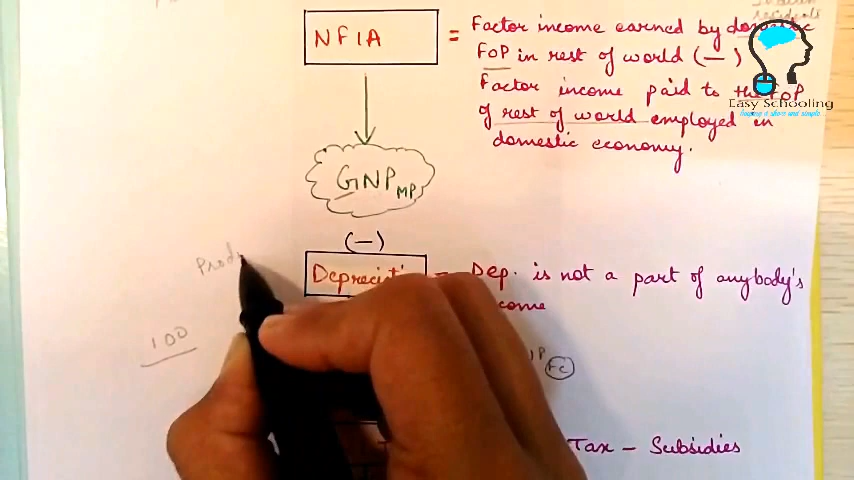 residents
NFIA = Factor income earned by domestic
FOP in rest of world (—)
Factor income paid to the FOP
of rest of world employed in
domestic economy.
GNP MP
(—)
Dep. is not a part of anybody's
Prod
100
FC
Tax - Subsidies
Easy Schooling